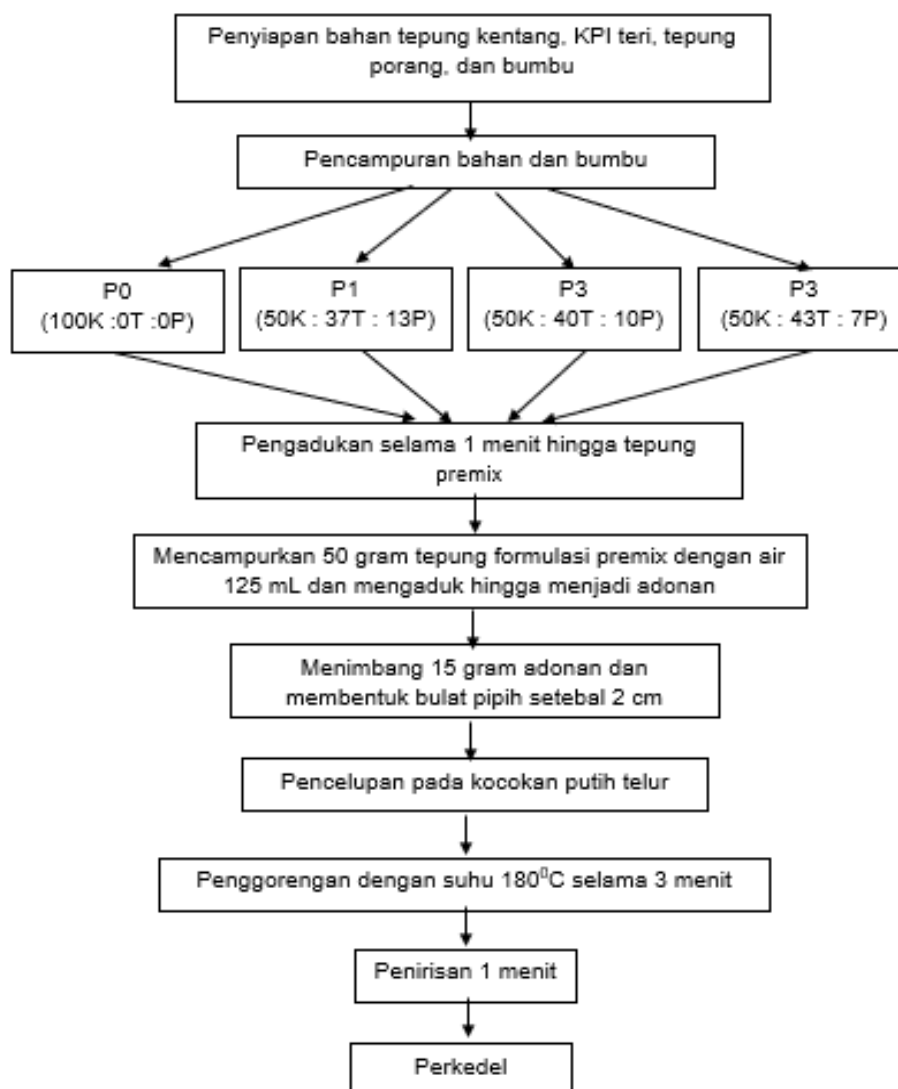 Penyiapan bahan tepung kentang, KPI teri, tepung
porang, dan bumbu
Pencampuran bahan dan bumbu
P0
(100K :0T :0P)
P1
(50K : 37T : 13P)
P3
(50K : 40T : 10P)
P3
(50K : 43T : 7P)
Pengadukan selama 1 menit hingga tepung
premix
Mencampurkan 50 gram tepung formulasi premix dengan air
125 mL dan mengaduk hingga menjadi adonan
Menimbang 15 gram adonan dan
membentuk bulat pipih setebal 2 cm
Pencelupan pada kocokan putih telur
Penggorengan dengan suhu 180⁰C selama 3 menit
Penirisan 1 menit
Perkedel